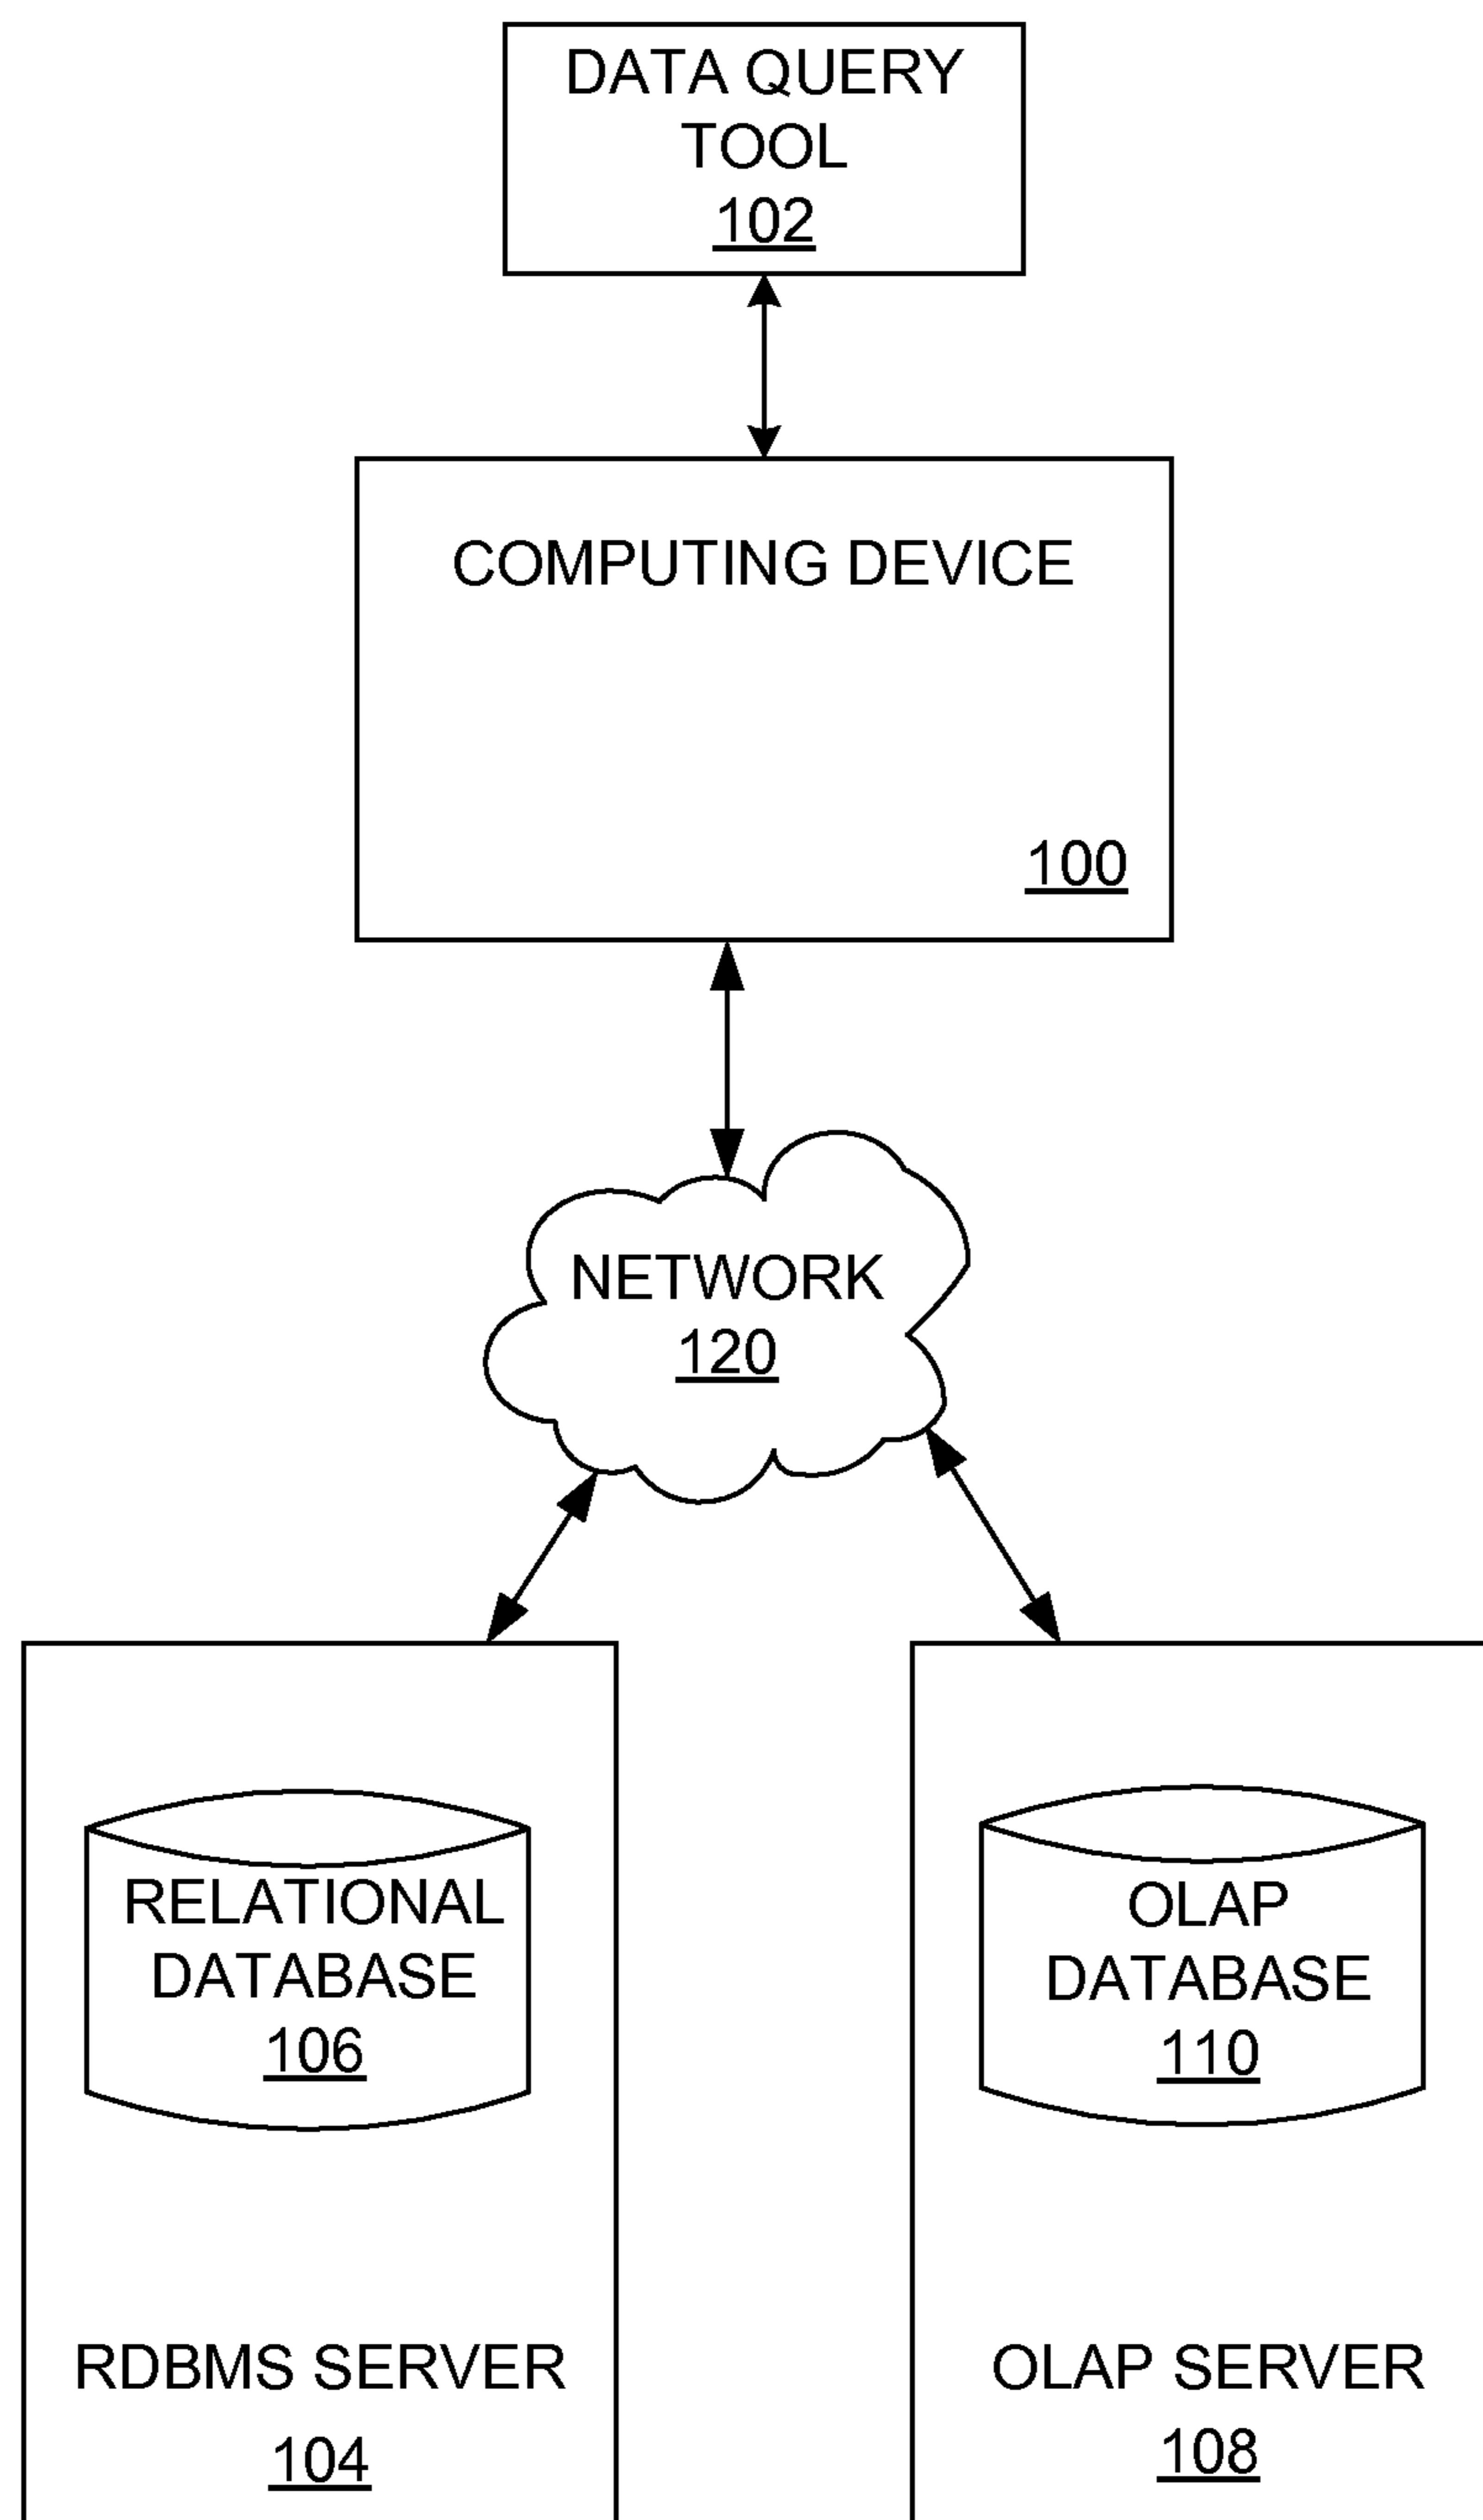 DATA QUERY
TOOL
102
COMPUTING DEVICE
100
NETWORK
120
RELATIONAL
DATABASE
106
RDBMS SERVER
104
OLAP
DATABASE
110
OLAP SERVER
108